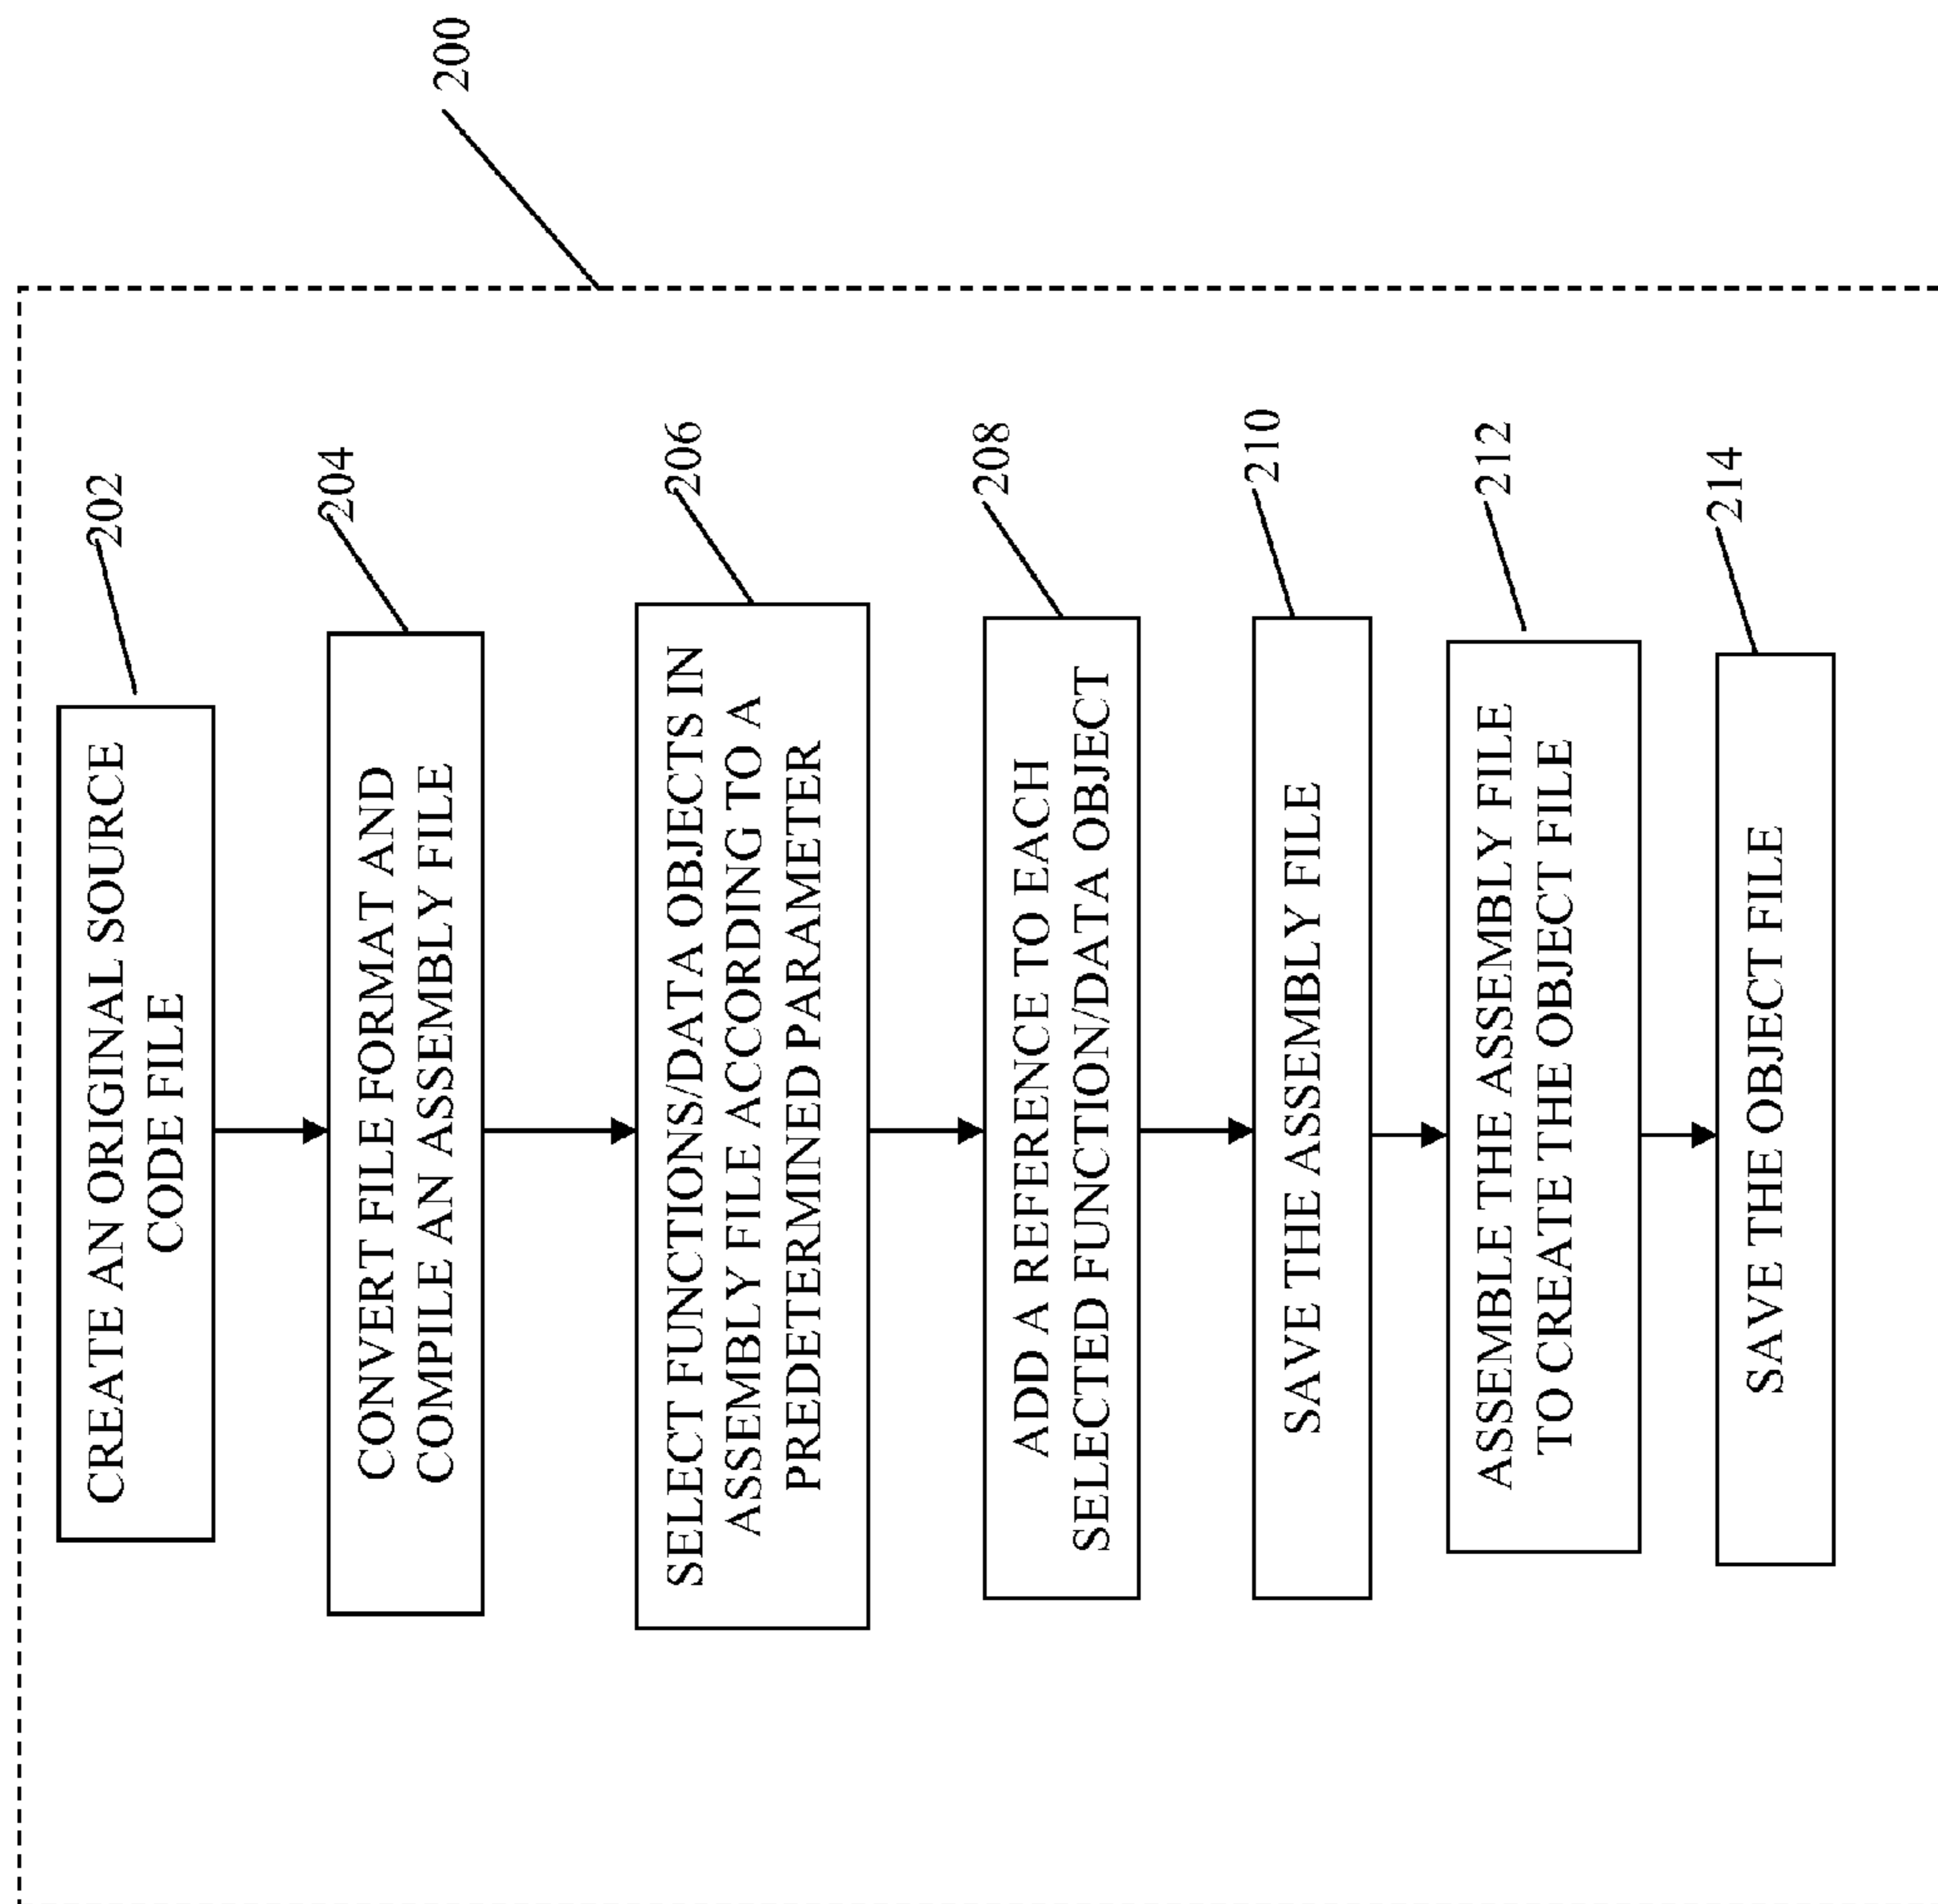 200
202
CREATE AN ORIGINAL SOURCE
CODE FILE
204
CONVERT FILE FORMAT AND
COMPILE AN ASSEMBLY FILE
206
SELECT FUNCTIONS/DATA OBJECTS IN
ASSEMBLY FILE ACCORDING TO A
PREDETERMINED PARAMETER
208
ADD A REFERENCE TO EACH
SELECTED FUNCTION/DATA OBJECT
210
SAVE THE ASSEMBLY FILE
212
ASSEMBLE THE ASSEMBLY FILE
TO CREATE THE OBJECT FILE
214
SAVE THE OBJECT FILE